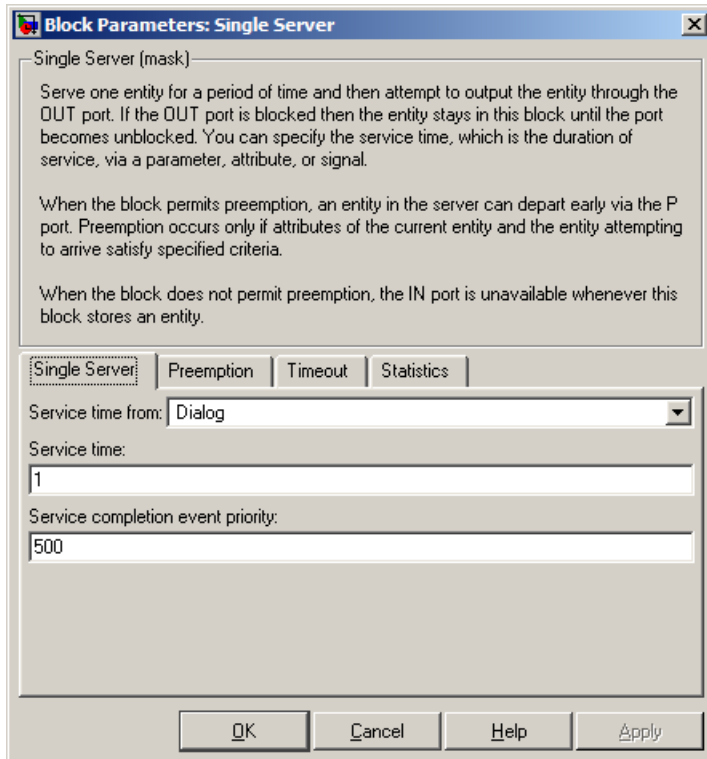 Block Parameters: Single Server
Single Server (mask)
Serve one entity for a period of time and then attempt to output the entity through the
OUT port. If the OUT port is blocked then the entity stays in this block until the port
becomes unblocked. You can specify the service time, which is the duration of
service, via a parameter, attribute, or signal.
When the block permits preemption, an entity in the server can depart early via the P
port. Preemption occurs only if attributes of the current entity and the entity attempting
to arrive satisfy specified criteria.
When the block does not permit preemption, the IN port is unavailable whenever this
block stores an entity.
Single Server Preemption Timeout Statistics
Service time from: Dialog
Service time:
1
Service completion event priority:
500
OK Cancel Help Apply